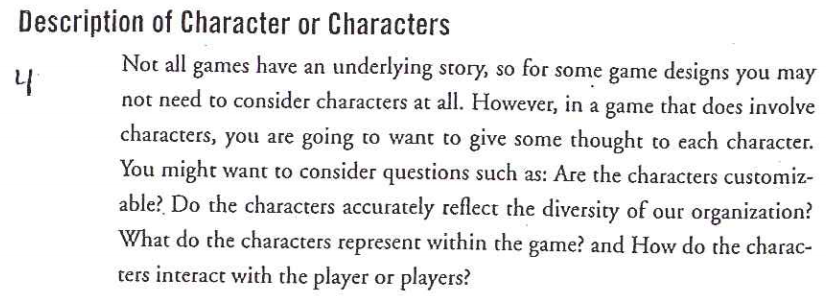 Description of Character or Characters
4
Not all games have an underlying story, so for some game designs you may
not need to consider characters at all. However, in a game that does involve
characters, you are going to want to give some thought to each character.
You might want to consider questions such as: Are the characters customiz-
able? Do the characters accurately reflect the diversity of our organization?
What do the characters represent within the game? and How do the charac-
ters interact with the player or players?